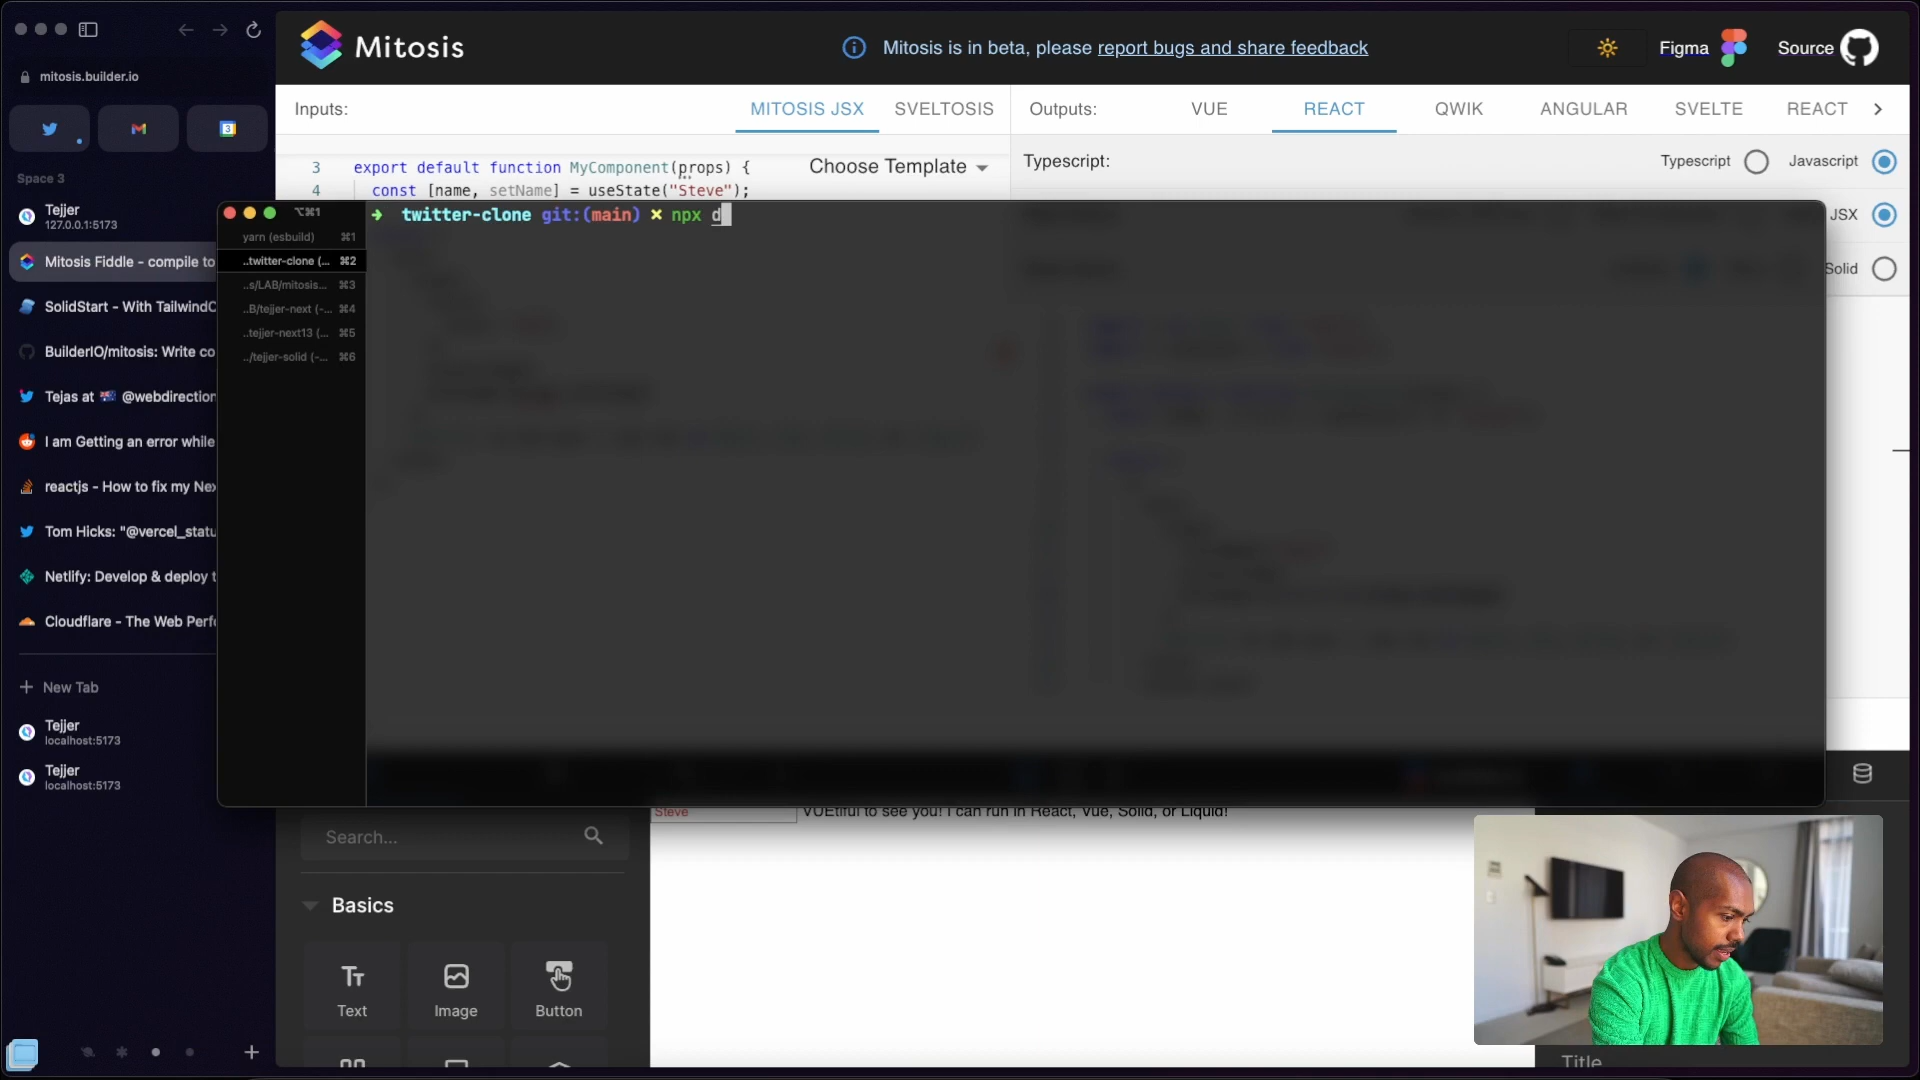 mitosis.builder.io
3
Space 3
Tejjer
127.0.0.1:5173
Mitosis Fiddle - compile to
SolidStart - With TailwindC
BuilderIO/mitosis: Write co
Tejas at 🇦🇺 @webdirection
I am Getting an error while
reactjs - How to fix my Nex
Tom Hicks: "@vercel_statu
Netlify: Develop & deploy t
Cloudflare - The Web Perfo
+ New Tab
Tejjer
localhost:5173
Tejjer
localhost:5173
Mitosis
Mitosis is in beta, please report bugs and share feedback
Figma
Source
Inputs:
MITOSIS JSX
SVELTOSIS
Outputs:
VUE
REACT
QWIK
ANGULAR
SVELTE
REACT
3 export default function MyComponent(props) {
4 const [name, setName] = useState("Steve");
Choose Template
Typescript:
Typescript
Javascript
JSX
Solid
⌥⌘1
yarn (esbuild) ⌘1
..twitter-clone (... ⌘2
..s/LAB/mitosis... ⌘3
..B/tejjer-next (-... ⌘4
..tejjer-next13 (... ⌘5
../tejjer-solid (-... ⌘6
➜ twitter-clone git:(main) ✗ npx d
Steve
VUEtiful to see you! I can run in React, Vue, Solid, or Liquid!
Search...
Basics
Text
Image
Button
Title